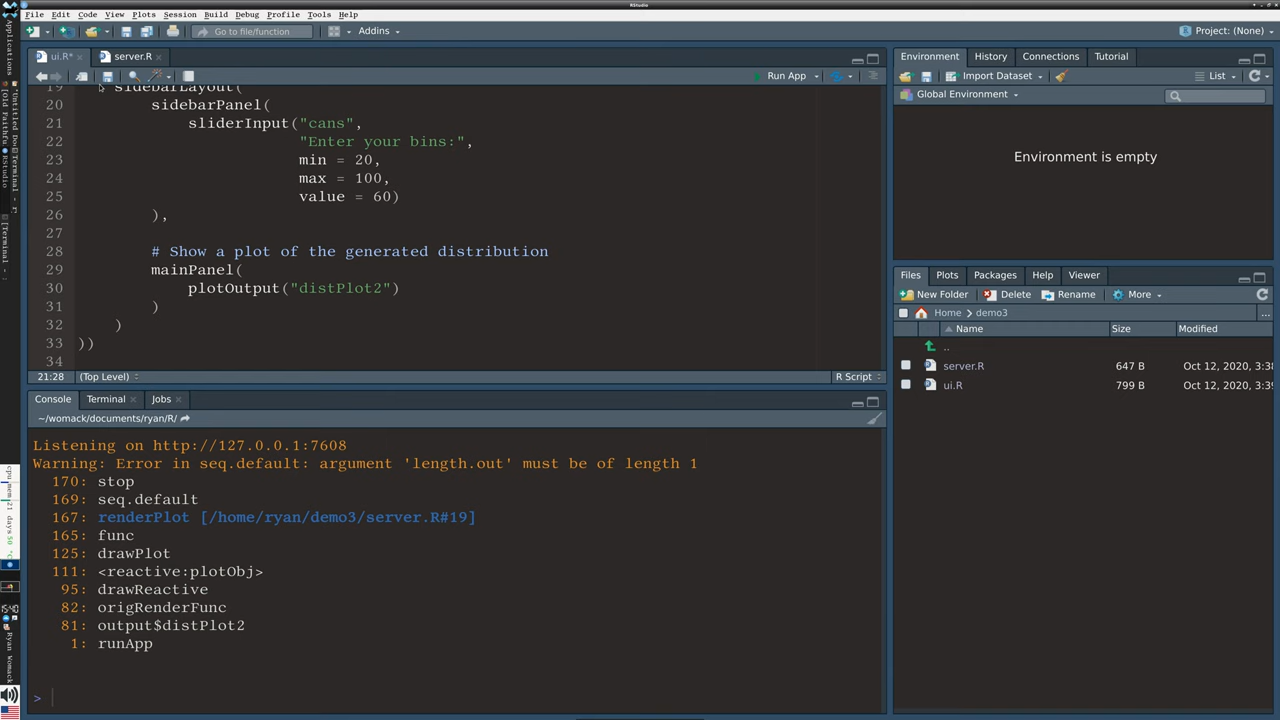 RStudio
File Edit Code View Plots Session Build Debug Profile Tools Help
Go to file/function
Addins
Project: (None)
ui.R*
server.R
Run App
19 sidebarLayout(
20 sidebarPanel(
21 sliderInput("cans",
22 "Enter your bins:",
23 min = 20,
24 max = 100,
25 value = 60)
26 ),
27
28 # Show a plot of the generated distribution
29 mainPanel(
30 plotOutput("distPlot2")
31 )
32 )
33 ))
34
21:28 (Top Level) R Script
Console Terminal Jobs
~/womack/documents/ryan/R/
Listening on http://127.0.0.1:7608
Warning: Error in seq.default: argument 'length.out' must be of length 1
170: stop
169: seq.default
167: renderPlot [/home/ryan/demo3/server.R#19]
165: func
125: drawPlot
111: <reactive:plotObj>
95: drawReactive
82: origRenderFunc
81: output$distPlot2
1: runApp
>
Environment History Connections Tutorial
Import Dataset List
Global Environment
Environment is empty
Files Plots Packages Help Viewer
New Folder Delete Rename More
Home demo3 ...
Name Size Modified
..
server.R 647 B Oct 12, 2020, 3:38
ui.R 799 B Oct 12, 2020, 3:39
Applications
RStudio
15:40
Ryan Womack